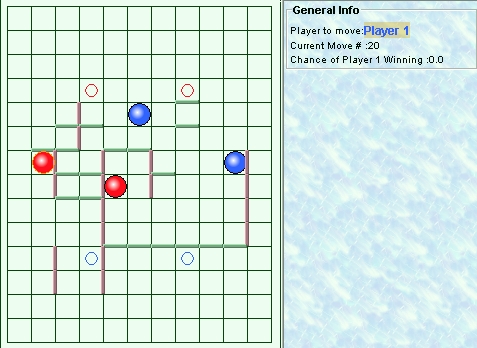 General Info
Player to move:Player 1
Current Move # :20
Chance of Player 1 Winning :0.0